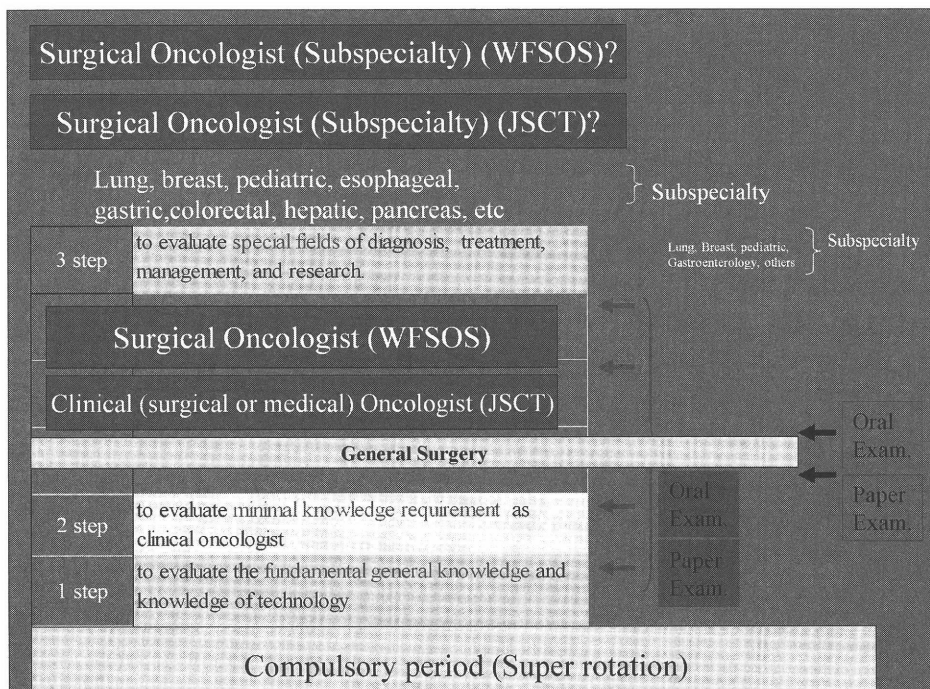 Surgical Oncologist (Subspecialty) (WFSOS)?
Surgical Oncologist (Subspecialty) (JSCT)?
Lung, breast, pediatric, esophageal,
gastric,colorectal, hepatic, pancreas, etc
Subspecialty
3 step
to evaluate special fields of diagnosis, treatment,
management, and research.
Lung, Breast, pediatric,
Gastroenterology, others
Subspecialty
Surgical Oncologist (WFSOS)
Clinical (surgical or medical) Oncologist (JSCT)
Oral
Exam.
General Surgery
Paper
Exam.
2 step
to evaluate minimal knowledge requirement as
clinical oncologist
Oral
Exam.
1 step
to evaluate the fundamental general knowledge and
knowledge of technology
Paper
Exam.
Compulsory period (Super rotation)